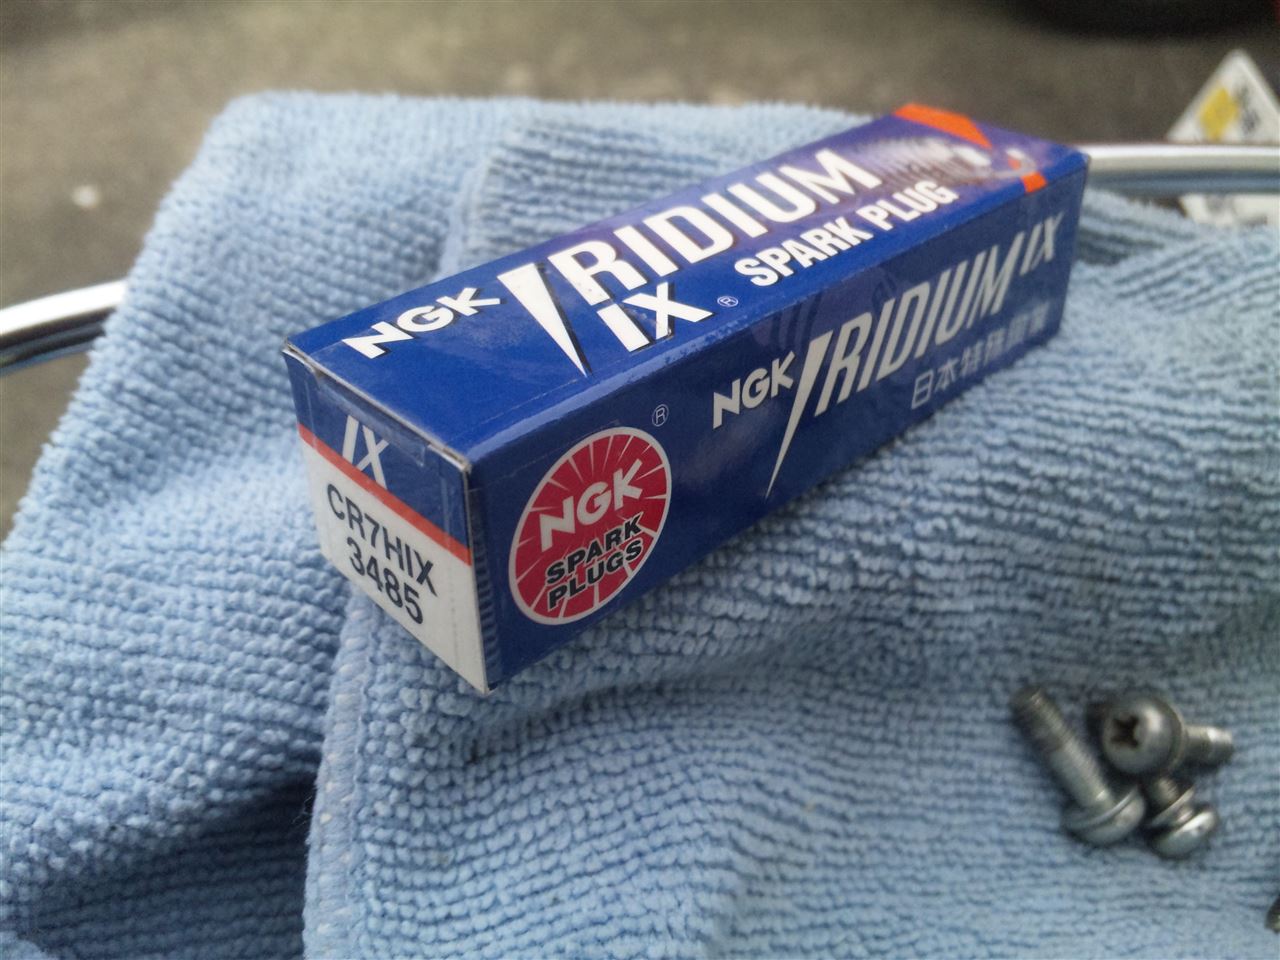 NGK IRIDIUM
IX ® SPARK PLUG
NGK IRIDIUM IX
日本特殊陶業
®
NGK
SPARK
PLUGS
IX
CR7HIX
3485